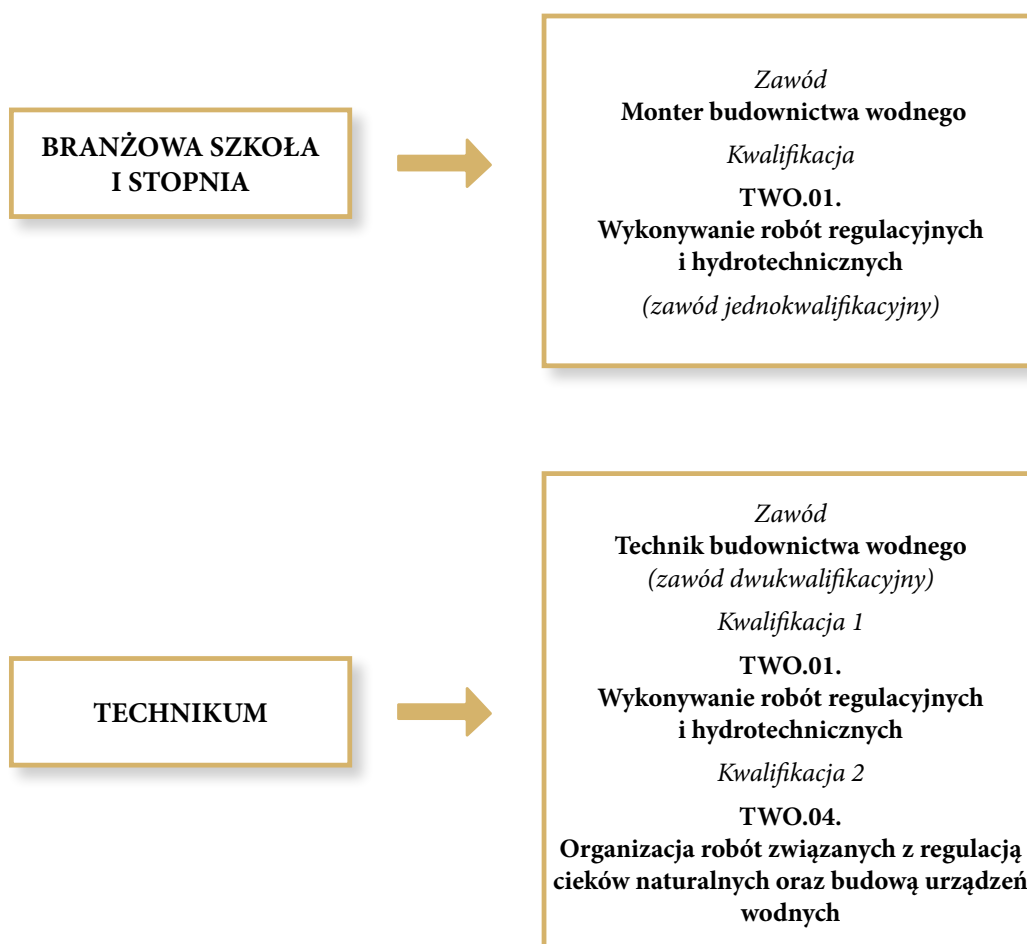 BRANŻOWA SZKOŁA
I STOPNIA
Zawód
Monter budownictwa wodnego
Kwalifikacja
TWO.01.
Wykonywanie robót regulacyjnych
i hydrotechnicznych
(zawód jednokwalifikacyjny)
TECHNIKUM
Zawód
Technik budownictwa wodnego
(zawód dwukwalifikacyjny)
Kwalifikacja 1
TWO.01.
Wykonywanie robót regulacyjnych
i hydrotechnicznych
Kwalifikacja 2
TWO.04.
Organizacja robót związanych z regulacją
cieków naturalnych oraz budową urządzeń
wodnych